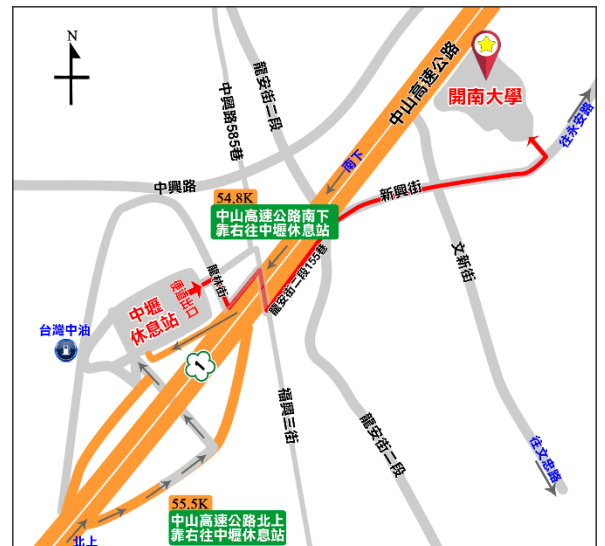 N
中興路585巷
龍安街二段
中山高速公路
開南大學
往永安路
南下
中興路
新興街
54.8K
中山高速公路南下
靠右往中壢休息站
文新街
龍安街二段155巷
龍林街
便道出口
中壢
休息站
台灣中油
1
福興三街
龍安街二段
往文忠路
55.5K
中山高速公路北上
靠右往中壢休息站
北上